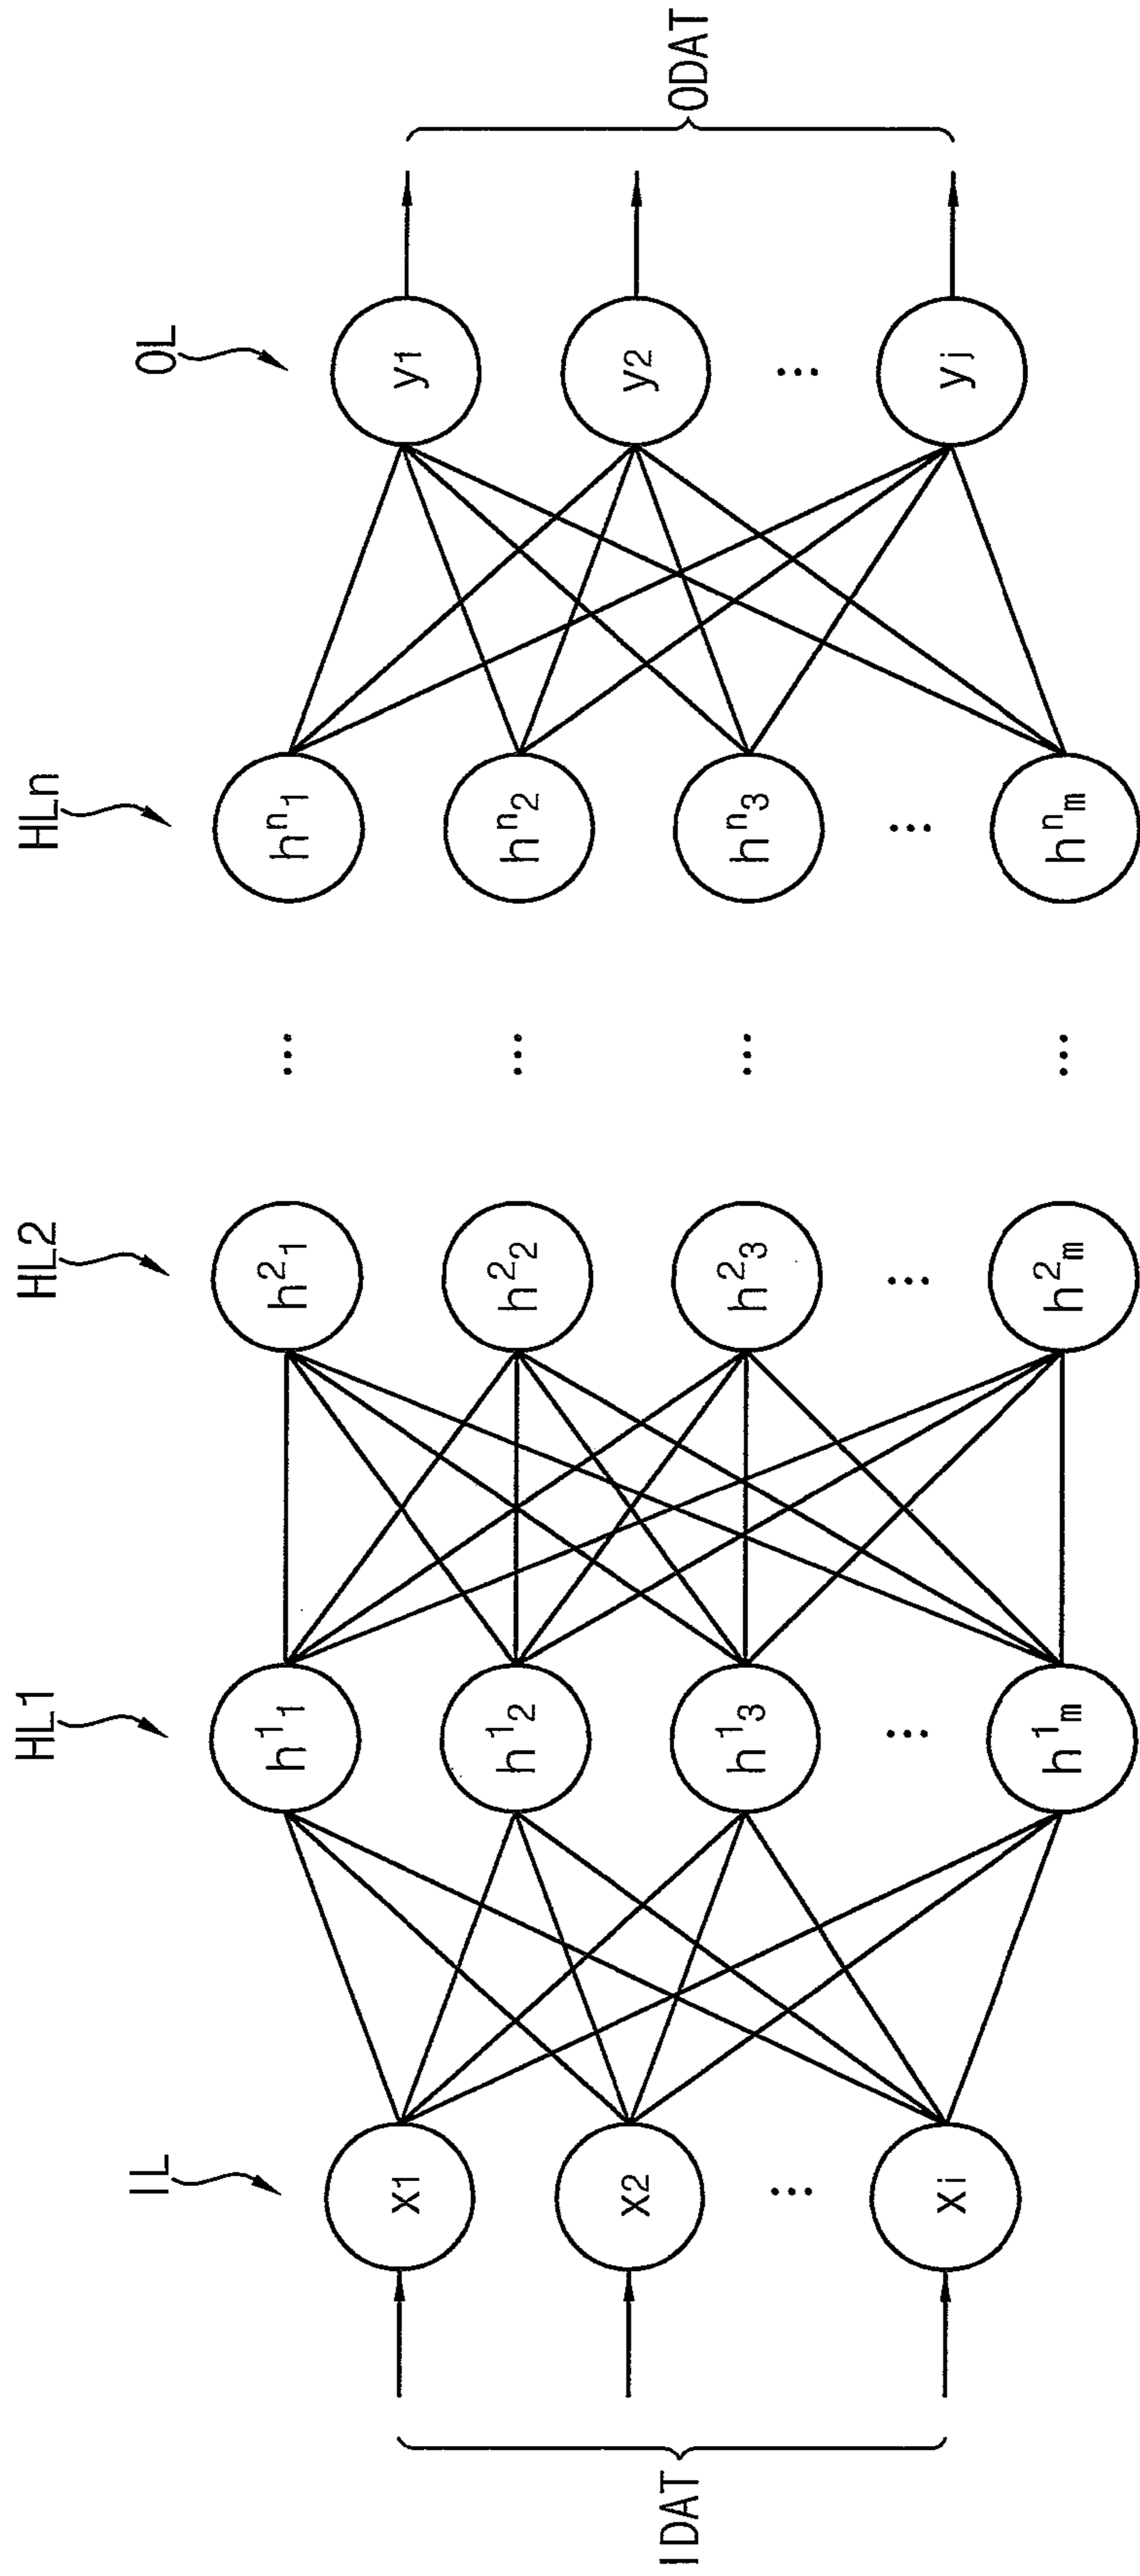 IL
HL1
HL2
HLn
OL
IDAT
x1
x2
⋮
xi
h¹1
h¹2
h¹3
⋮
h¹m
h²1
h²2
h²3
⋮
h²m
...
...
...
...
hⁿ1
hⁿ2
hⁿ3
⋮
hⁿm
y1
y2
⋮
yj
ODAT